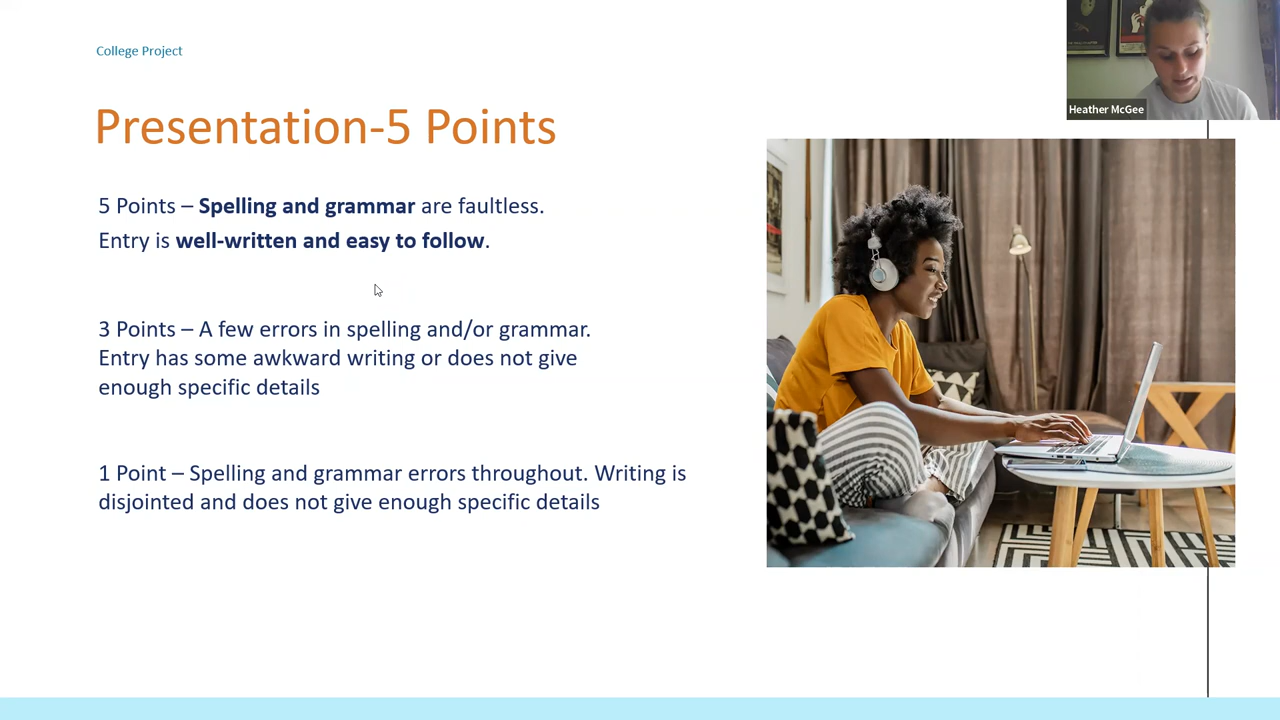 College Project
Presentation-5 Points
5 Points – Spelling and grammar are faultless.
Entry is well-written and easy to follow.
3 Points – A few errors in spelling and/or grammar.
Entry has some awkward writing or does not give
enough specific details
1 Point – Spelling and grammar errors throughout. Writing is
disjointed and does not give enough specific details
Heather McGee